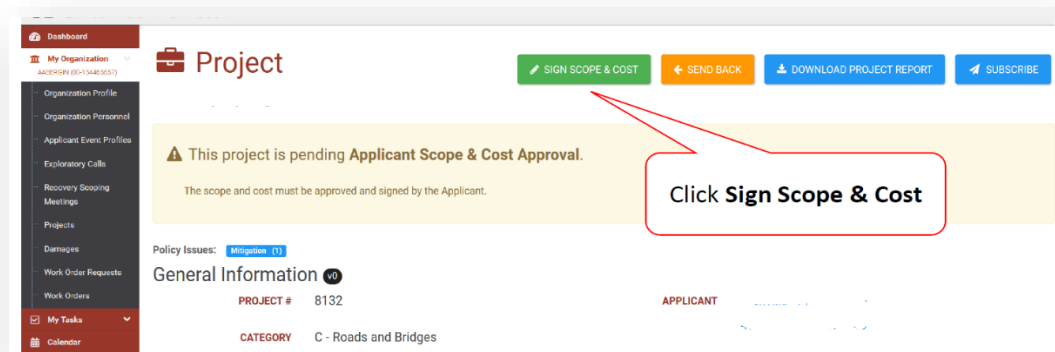 Dashboard
My Organization
Organization Profile
Organization Personnel
Applicant Event Profiles
Exploratory Calls
Recovery Scoping
Meetings
Projects
Damages
Work Order Requests
Work Orders
My Tasks
Calendar
Project
SIGN SCOPE & COST
SEND BACK
DOWNLOAD PROJECT REPORT
SUBSCRIBE
This project is pending Applicant Scope & Cost Approval.
The scope and cost must be approved and signed by the Applicant.
Click Sign Scope & Cost
Policy Issues: Mitigation (1)
General Information v0
PROJECT # 8132 APPLICANT
CATEGORY C - Roads and Bridges